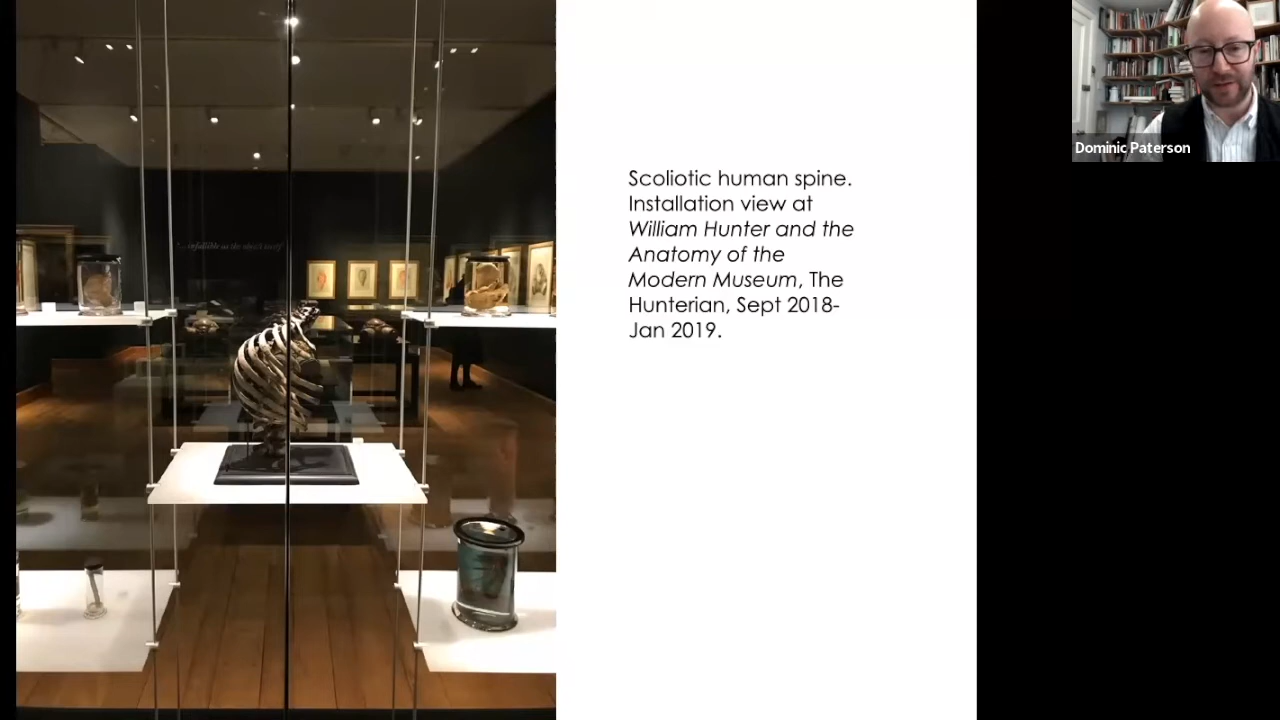 Scoliotic human spine.
Installation view at
William Hunter and the
Anatomy of the
Modern Museum, The
Hunterian, Sept 2018-
Jan 2019.
Dominic Paterson